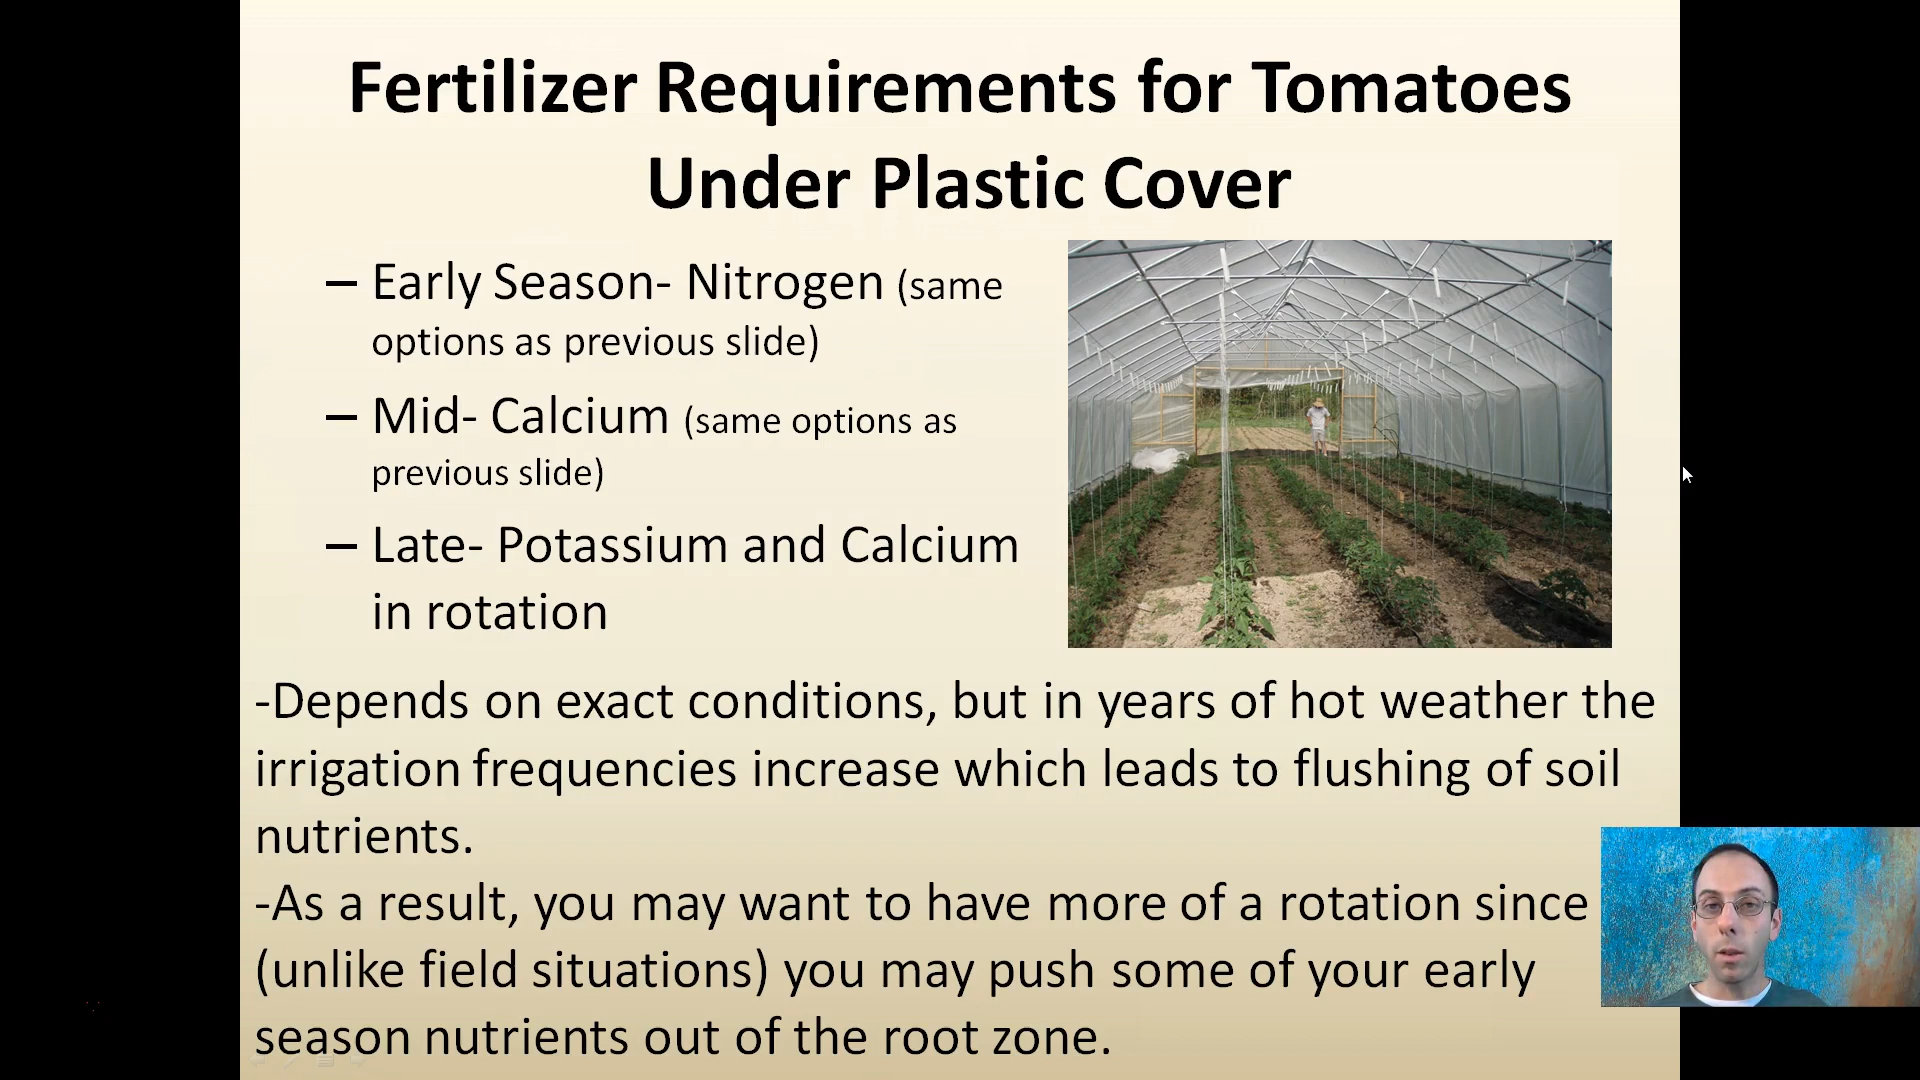 Fertilizer Requirements for Tomatoes
Under Plastic Cover
– Early Season- Nitrogen (same
options as previous slide)
– Mid- Calcium (same options as
previous slide)
– Late- Potassium and Calcium
in rotation
-Depends on exact conditions, but in years of hot weather the
irrigation frequencies increase which leads to flushing of soil
nutrients.
-As a result, you may want to have more of a rotation since
(unlike field situations) you may push some of your early
season nutrients out of the root zone.